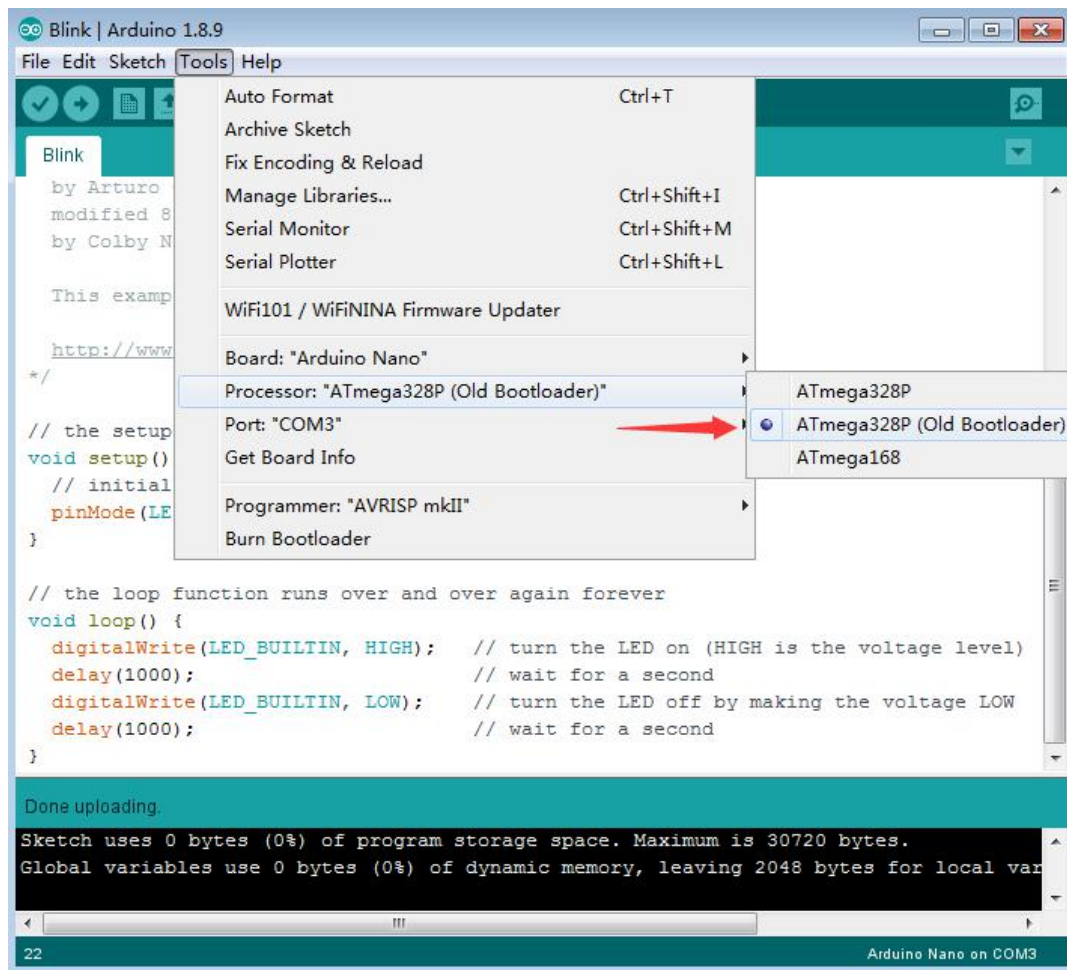 Blink | Arduino 1.8.9
File Edit Sketch Tools Help
Auto Format Ctrl+T
Archive Sketch
Fix Encoding & Reload
Manage Libraries... Ctrl+Shift+I
Serial Monitor Ctrl+Shift+M
Serial Plotter Ctrl+Shift+L
WiFi101 / WiFiNINA Firmware Updater
Board: "Arduino Nano"
Processor: "ATmega328P (Old Bootloader)"
Port: "COM3"
Get Board Info
Programmer: "AVRISP mkII"
Burn Bootloader
ATmega328P
ATmega328P (Old Bootloader)
ATmega168
Blink
by Arturo
modified 8
by Colby N
This examp
http://www
*/
// the setup
void setup()
// initial
pinMode(LE
}
// the loop function runs over and over again forever
void loop() {
digitalWrite(LED_BUILTIN, HIGH); // turn the LED on (HIGH is the voltage level)
delay(1000); // wait for a second
digitalWrite(LED_BUILTIN, LOW); // turn the LED off by making the voltage LOW
delay(1000); // wait for a second
}
Done uploading.
Sketch uses 0 bytes (0%) of program storage space. Maximum is 30720 bytes.
Global variables use 0 bytes (0%) of dynamic memory, leaving 2048 bytes for local var
22 Arduino Nano on COM3